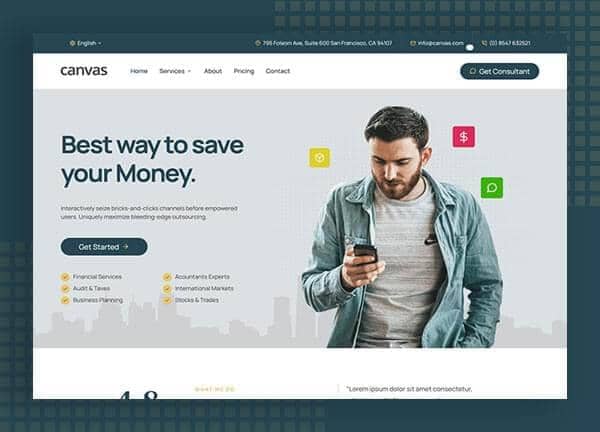 English
795 Folsom Ave, Suite 600 San Francisco, CA 94107
info@canvas.com
(0) 8547 632521
canvas
Home
Services
About
Pricing
Contact
Get Consultant
Best way to save
your Money.
Interactively seize bricks-and-clicks channels before empowered
users. Uniquely maximize bleeding-edge outsourcing.
Get Started
Financial Services
Acountants Experts
Audit & Taxes
International Markets
Business Planning
Stocks & Trades
WHAT WE DO
"Lorem ipsum dolor sit amet consectetur,
4.8